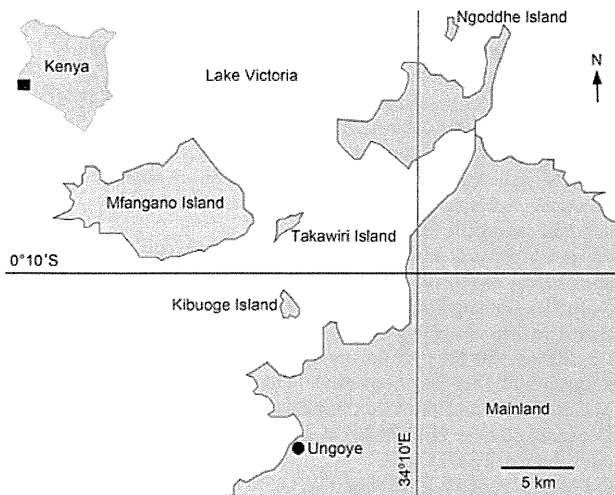 Ngoddhe Island
Kenya
Lake Victoria
N
Mfangano Island
Takawiri Island
0°10'S
Kibuoge Island
Mainland
Ungoye
34°10'E
5 km